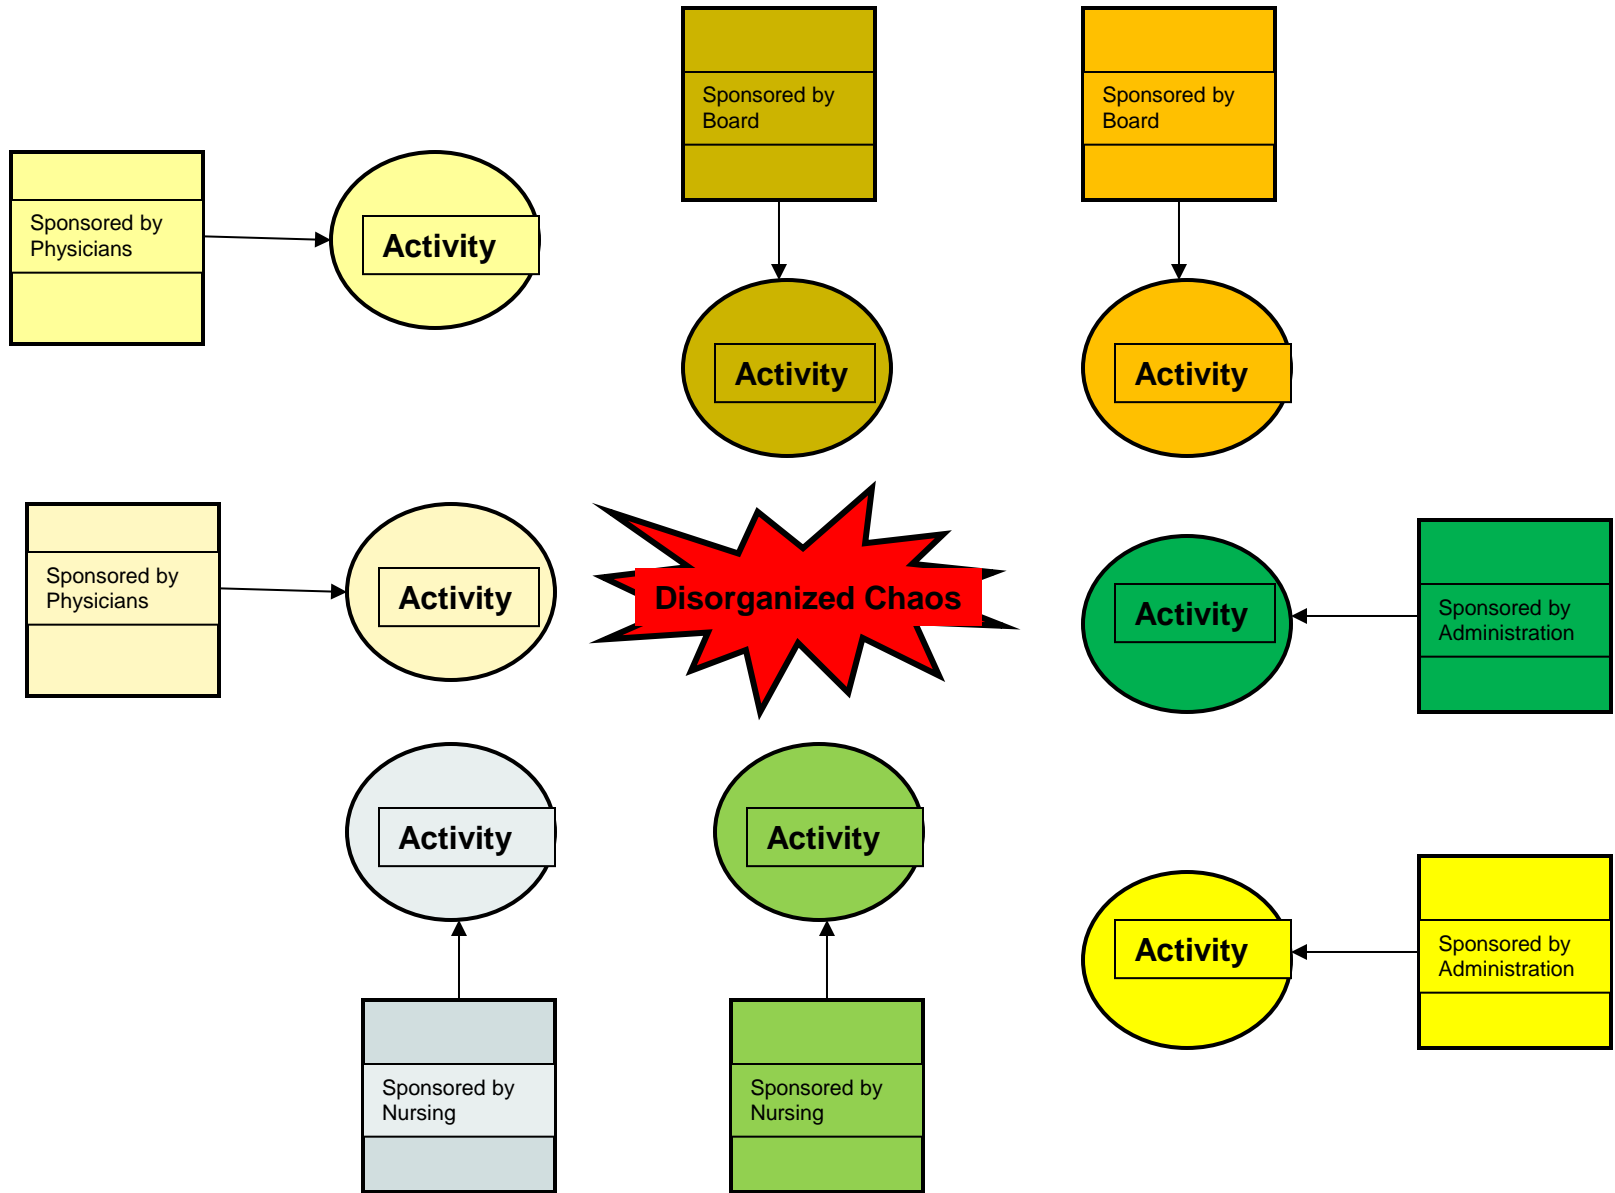 Sponsored by
Board
Sponsored by
Board
Sponsored by
Physicians
Activity
Activity
Activity
Sponsored by
Physicians
Activity
Disorganized Chaos
Activity
Sponsored by
Administration
Activity
Activity
Activity
Sponsored by
Administration
Sponsored by
Nursing
Sponsored by
Nursing